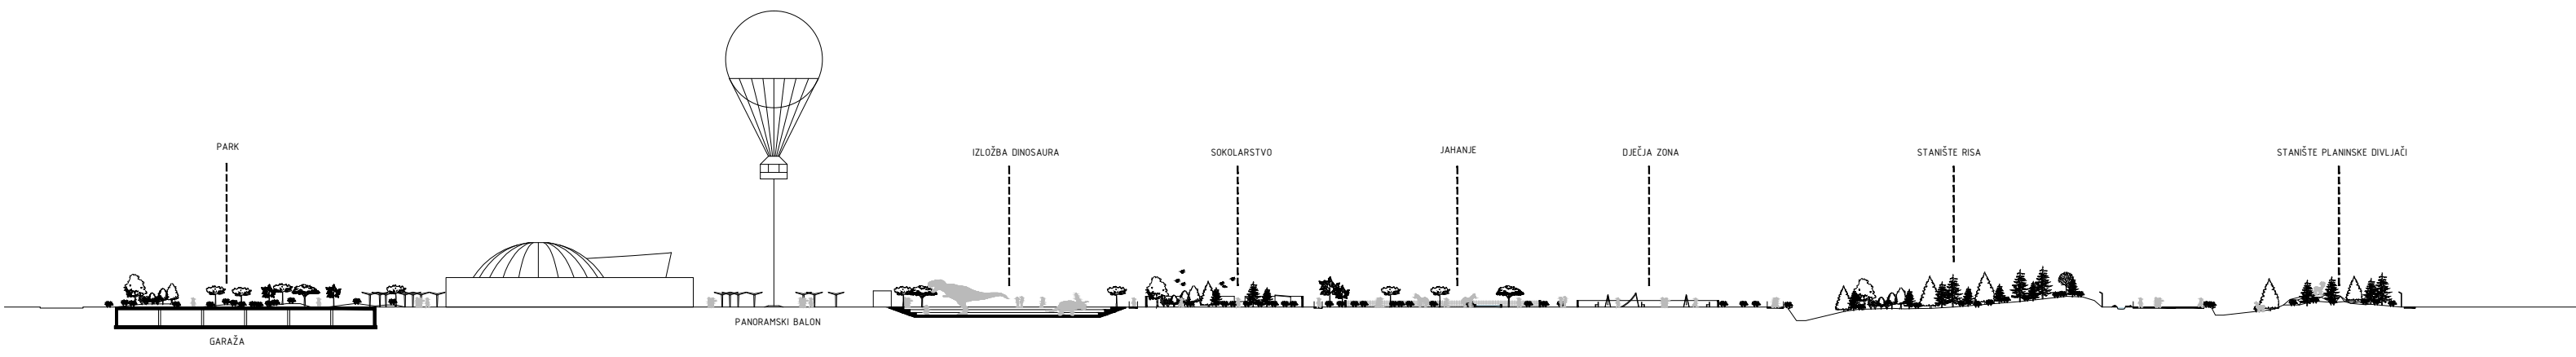 PARK
GARAŽA
PANORAMSKI BALON
IZLOŽBA DINOSAURA
SOKOLARSTVO
JAHANJE
DJEČJA ZONA
STANIŠTE RISA
STANIŠTE PLANINSKE DIVLJAČI